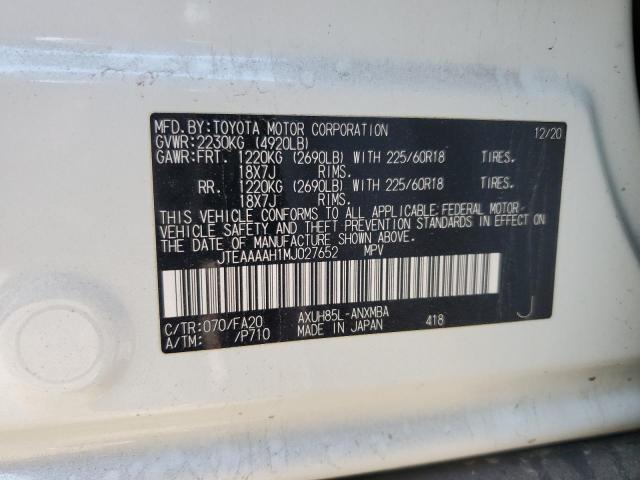 MFD.BY:TOYOTA MOTOR CORPORATION 12/20
GVWR:2230KG (4920LB)
GAWR:FRT. 1220KG (2690LB) WITH 225/60R18 TIRES.
18X7J RIMS.
RR. 1220KG (2690LB) WITH 225/60R18 TIRES.
18X7J RIMS.
THIS VEHICLE CONFORMS TO ALL APPLICABLE FEDERAL MOTOR
VEHICLE SAFETY AND THEFT PREVENTION STANDARDS IN EFFECT ON
THE DATE OF MANUFACTURE SHOWN ABOVE.
JTEAAAAH1MJ027652 MPV
C/TR:070/FA20 AXUH85L-ANXMBA
A/TM: /P710 MADE IN JAPAN 418 J